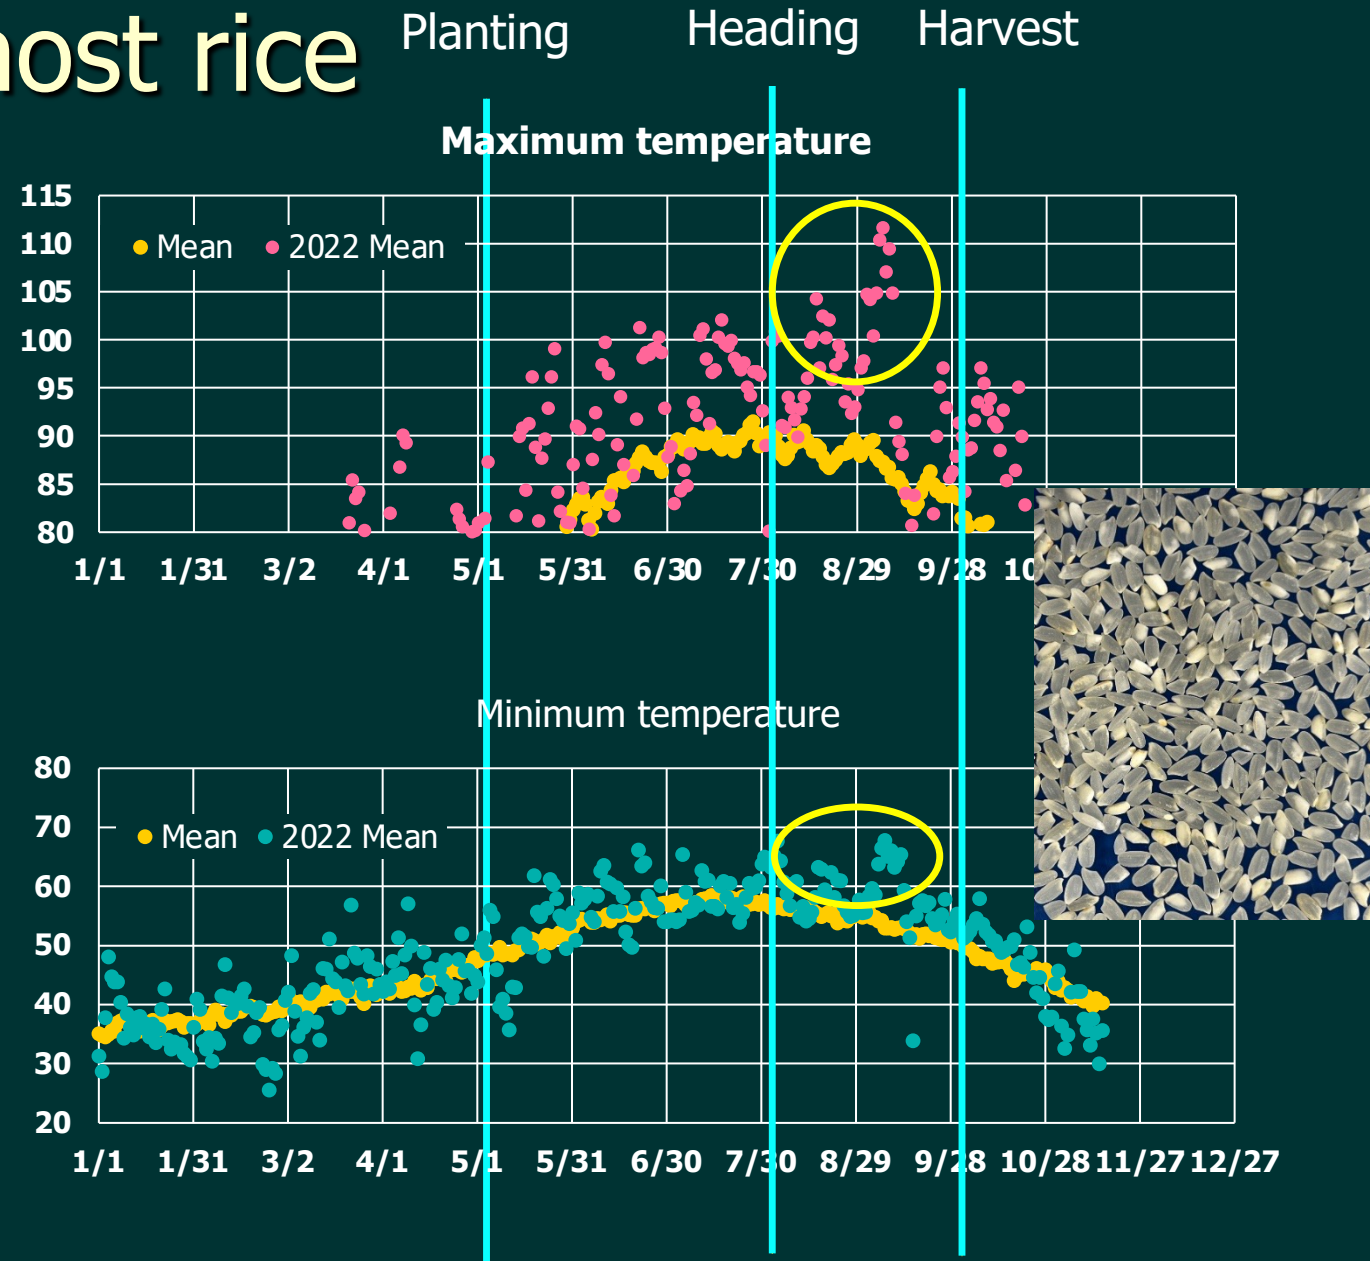 ost rice
Planting
Heading
Harvest
Maximum temperature
115
110
105
100
95
90
85
80
Mean
2022 Mean
1/1 1/31 3/2 4/1 5/1 5/31 6/30 7/30 8/29 9/28 10
Minimum temperature
80
70
60
50
40
30
20
Mean
2022 Mean
1/1 1/31 3/2 4/1 5/1 5/31 6/30 7/30 8/29 9/28 10/28 11/27 12/27